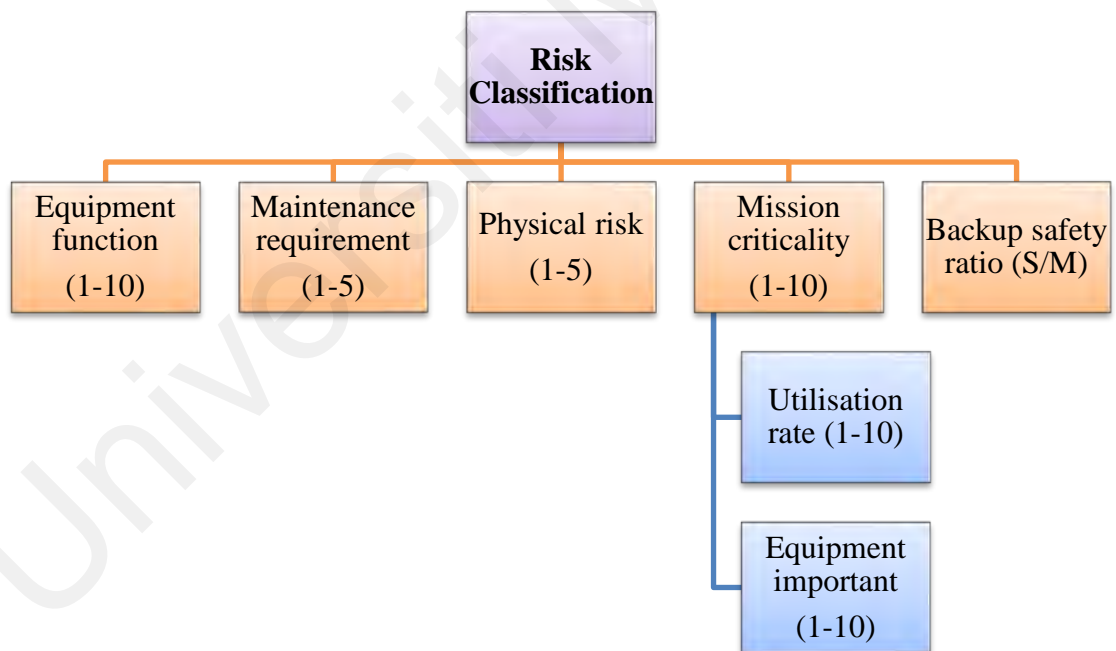 Risk
Classification
Equipment
function
(1-10)
Maintenance
requirement
(1-5)
Physical risk
(1-5)
Mission
criticality
(1-10)
Backup safety
ratio (S/M)
Utilisation
rate (1-10)
Equipment
important
(1-10)
Universiti